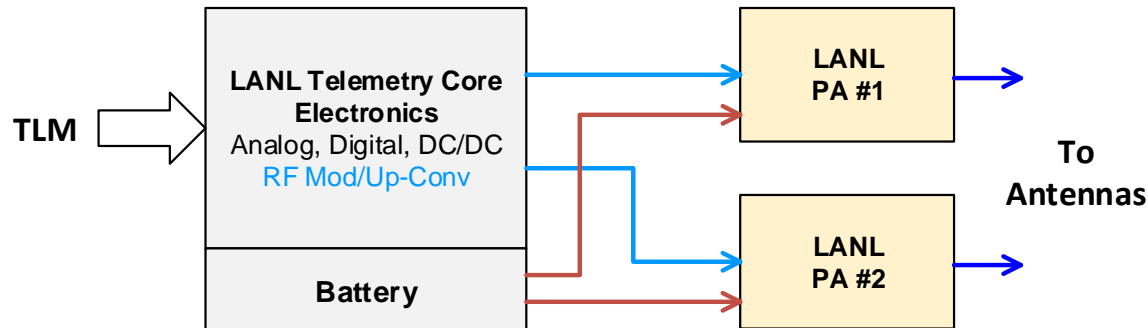 TLM
LANL Telemetry Core
Electronics
Analog, Digital, DC/DC
RF Mod/Up-Conv
Battery
LANL
PA #1
LANL
PA #2
To
Antennas